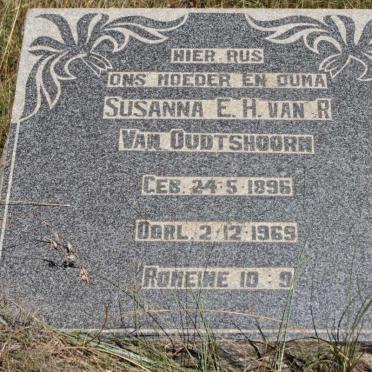 HIER RUS
ONS MOEDER EN OUMA
SUSANNA E.H. VAN R
VAN OUDTSHOORN
GEB. 24·5·1896
OORL. 2·12·1969
ROMEINE 10·9